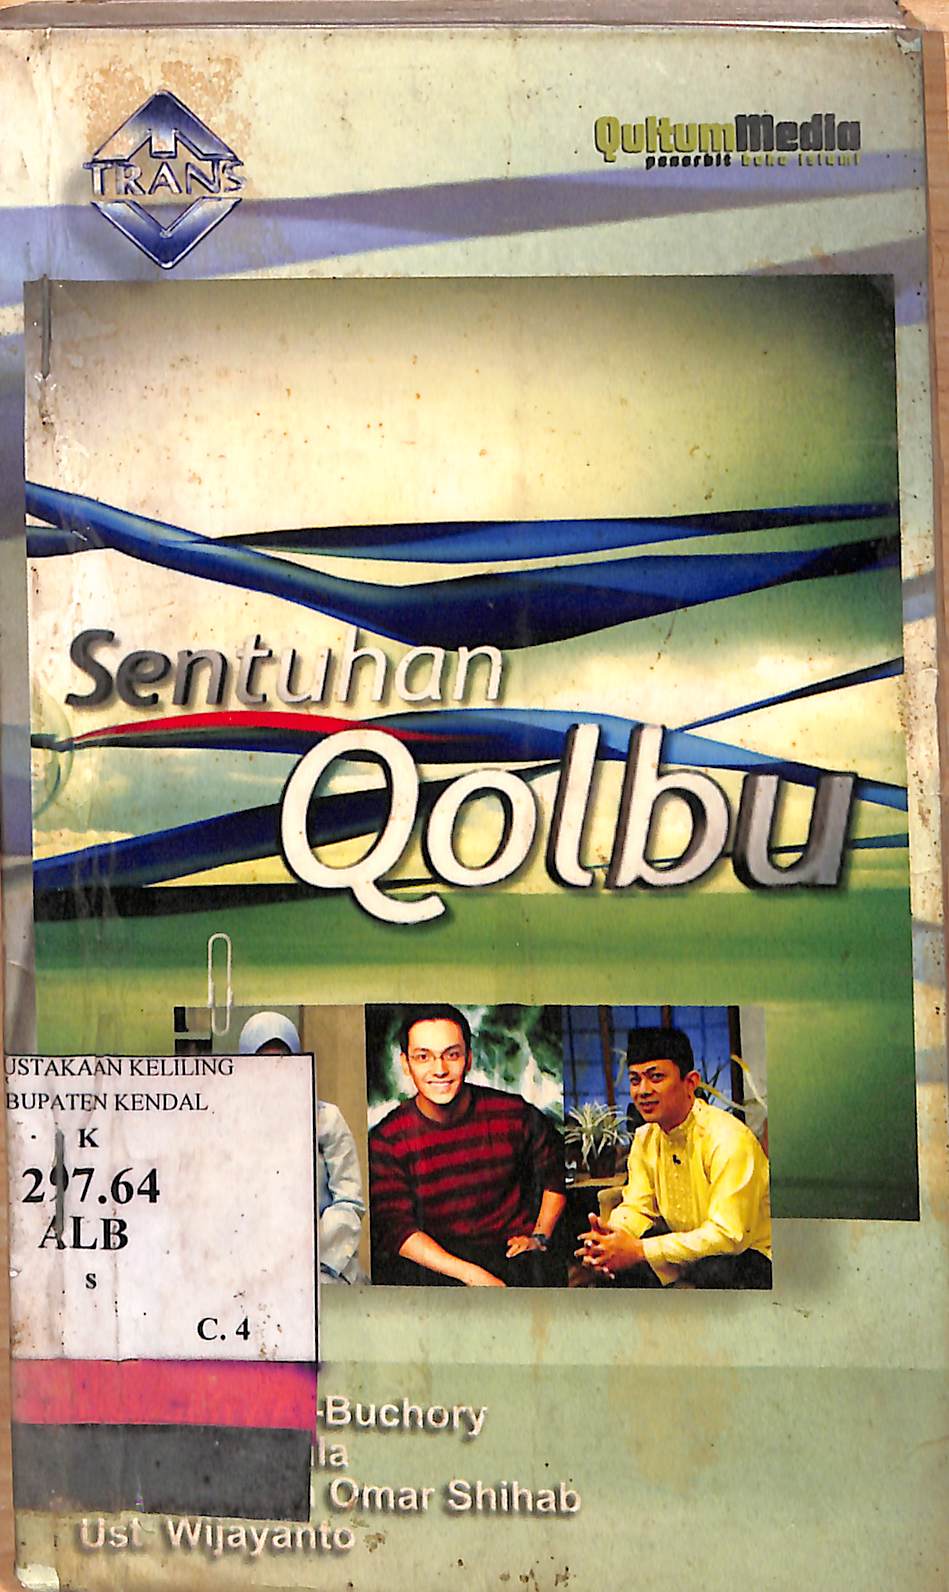 TRANS
QultumMedia
penerbit buku islami
Sentuhan
Qolbu
USTAKAAN KELILING
BUPATEN KENDAL
K
297.64
ALB
s
C. 4
-Buchory
la
Omar Shihab
Ust. Wijayanto